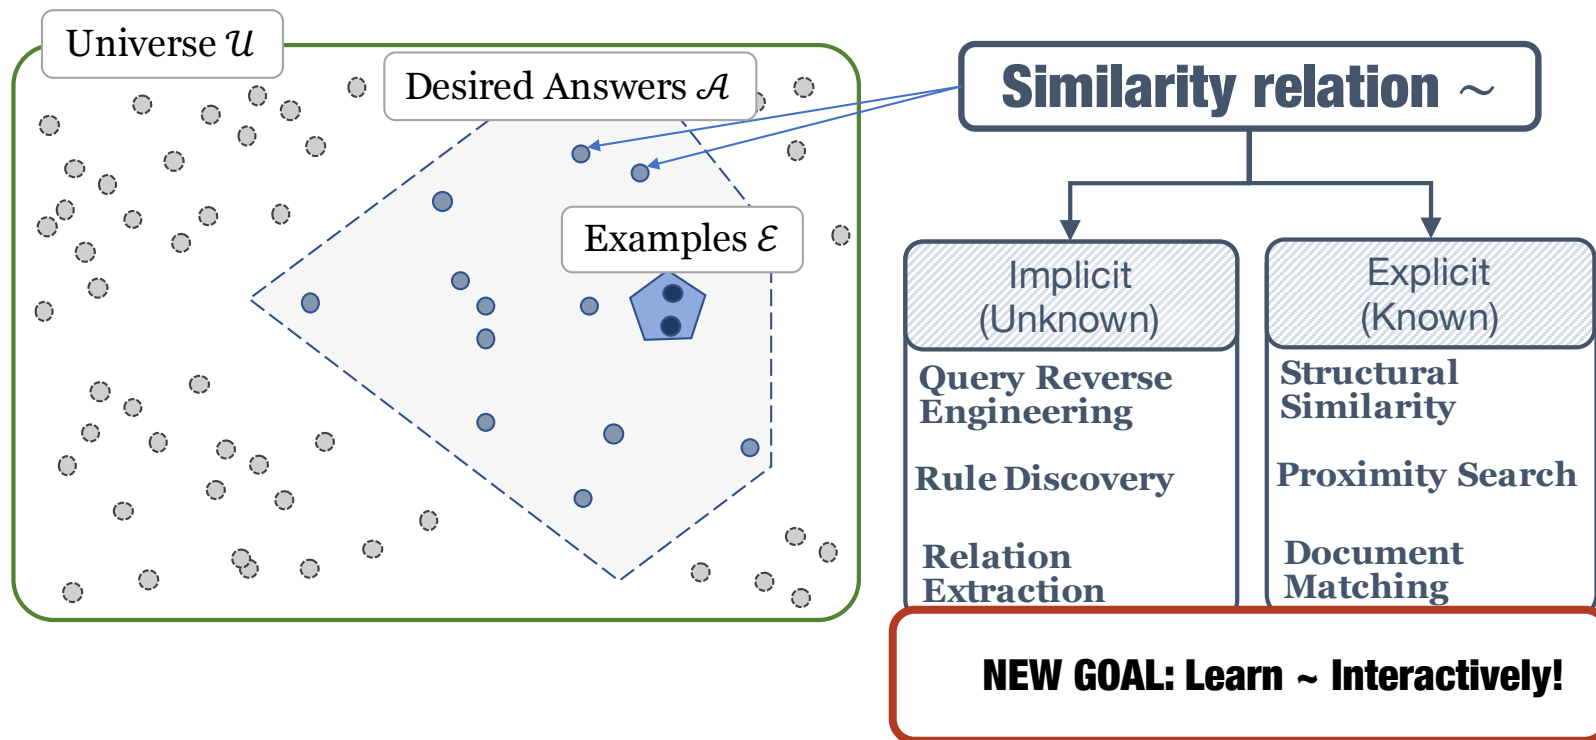 Universe 𝒰
Desired Answers 𝒜
Examples ℰ
Similarity relation ~
Implicit
(Unknown)
Query Reverse
Engineering
Rule Discovery
Relation
Extraction
Explicit
(Known)
Structural
Similarity
Proximity Search
Document
Matching
NEW GOAL: Learn ~ Interactively!